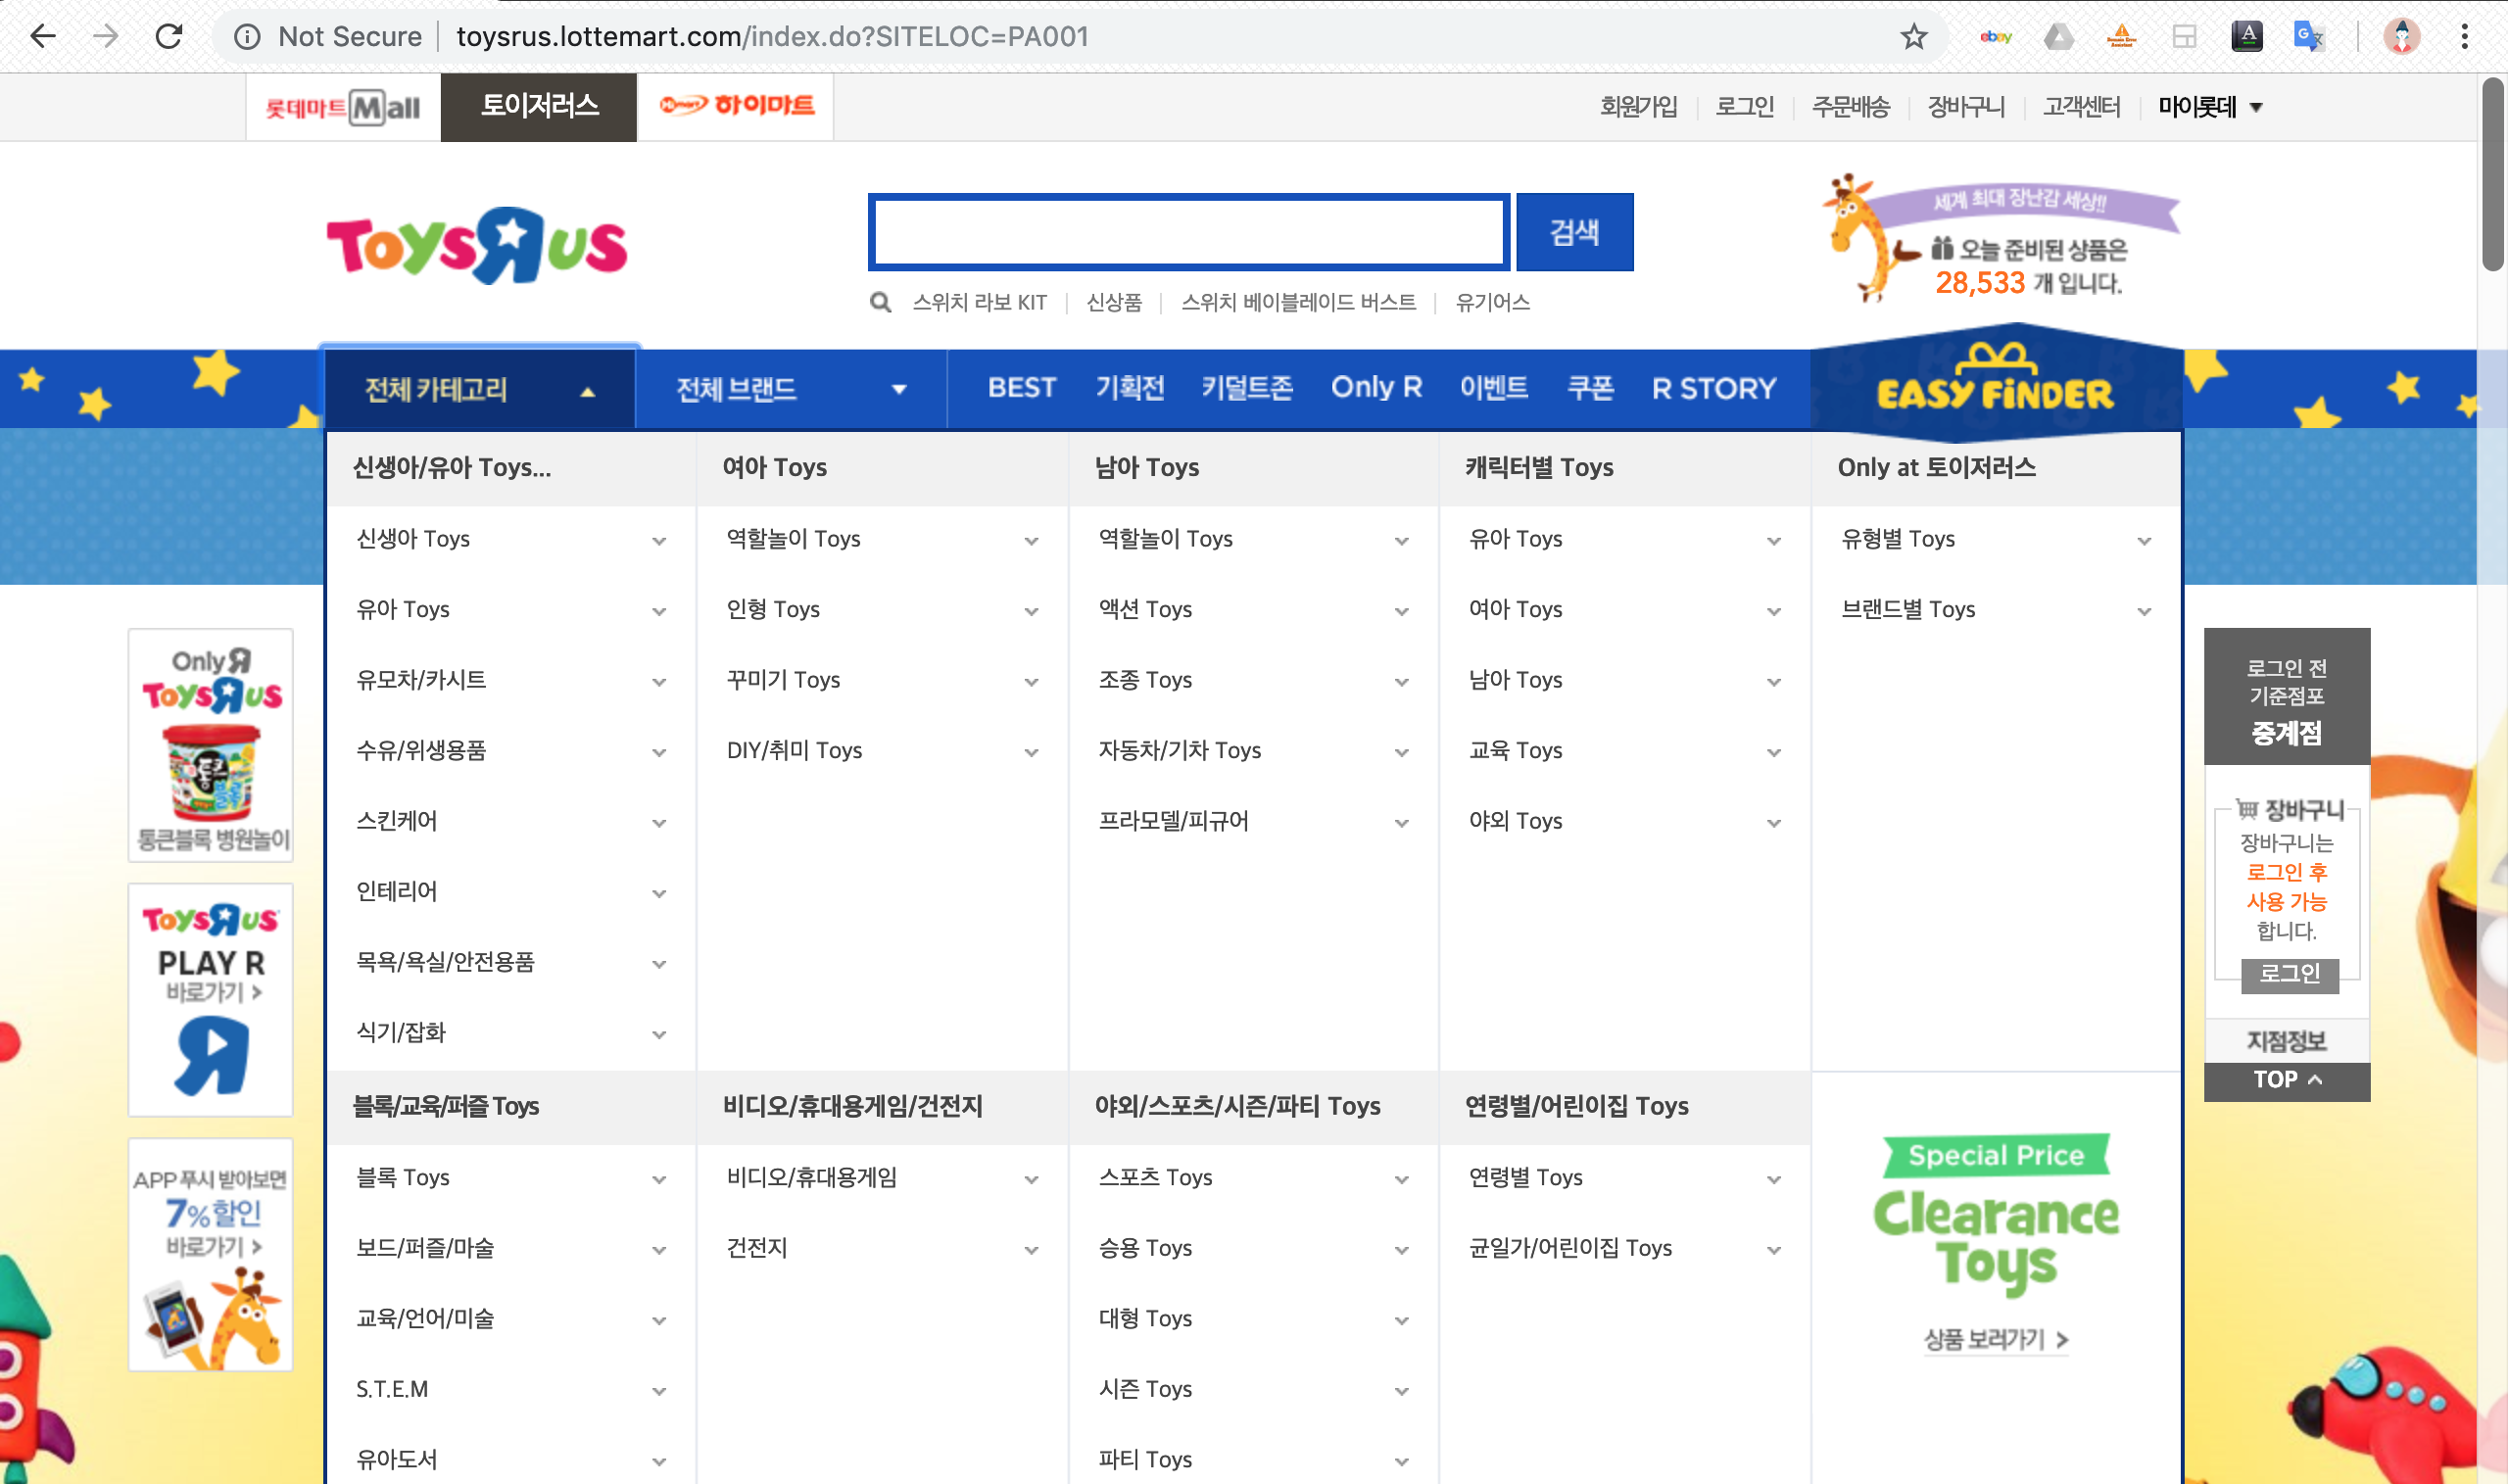 Not Secure toysrus.lottemart.com/index.do?SITELOC=PA001
ebay
A
G
롯데마트 Mall 토이저러스 Himart 하이마트 회원가입 로그인 주문배송 장바구니 고객센터 마이롯데
ToysRus
검색
세계 최대 장난감 세상!!
오늘 준비된 상품은
28,533 개 입니다.
스위치 라보 KIT 신상품 스위치 베이블레이드 버스트 유기어스
전체 카테고리 전체 브랜드 BEST 기획전 키덜트존 Only R 이벤트 쿠폰 R STORY EASY FiNDER
신생아/유아 Toys...
신생아 Toys
유아 Toys
유모차/카시트
수유/위생용품
스킨케어
인테리어
목욕/욕실/안전용품
식기/잡화
여아 Toys
역할놀이 Toys
인형 Toys
꾸미기 Toys
DIY/취미 Toys
남아 Toys
역할놀이 Toys
액션 Toys
조종 Toys
자동차/기차 Toys
프라모델/피규어
캐릭터별 Toys
유아 Toys
여아 Toys
남아 Toys
교육 Toys
야외 Toys
Only at 토이저러스
유형별 Toys
브랜드별 Toys
블록/교육/퍼즐 Toys
블록 Toys
보드/퍼즐/마술
교육/언어/미술
S.T.E.M
유아도서
비디오/휴대용게임/건전지
비디오/휴대용게임
건전지
야외/스포츠/시즌/파티 Toys
스포츠 Toys
승용 Toys
대형 Toys
시즌 Toys
파티 Toys
연령별/어린이집 Toys
연령별 Toys
균일가/어린이집 Toys
Special Price
Clearance
Toys
상품 보러가기 >
Only R
ToysRus
통큰블록 병원놀이
ToysRus
PLAY R
바로가기 >
APP 푸시 받아보면
7% 할인
바로가기 >
로그인 전
기준점포
중계점
장바구니
장바구니는
로그인 후
사용 가능
합니다.
로그인
지점정보
TOP